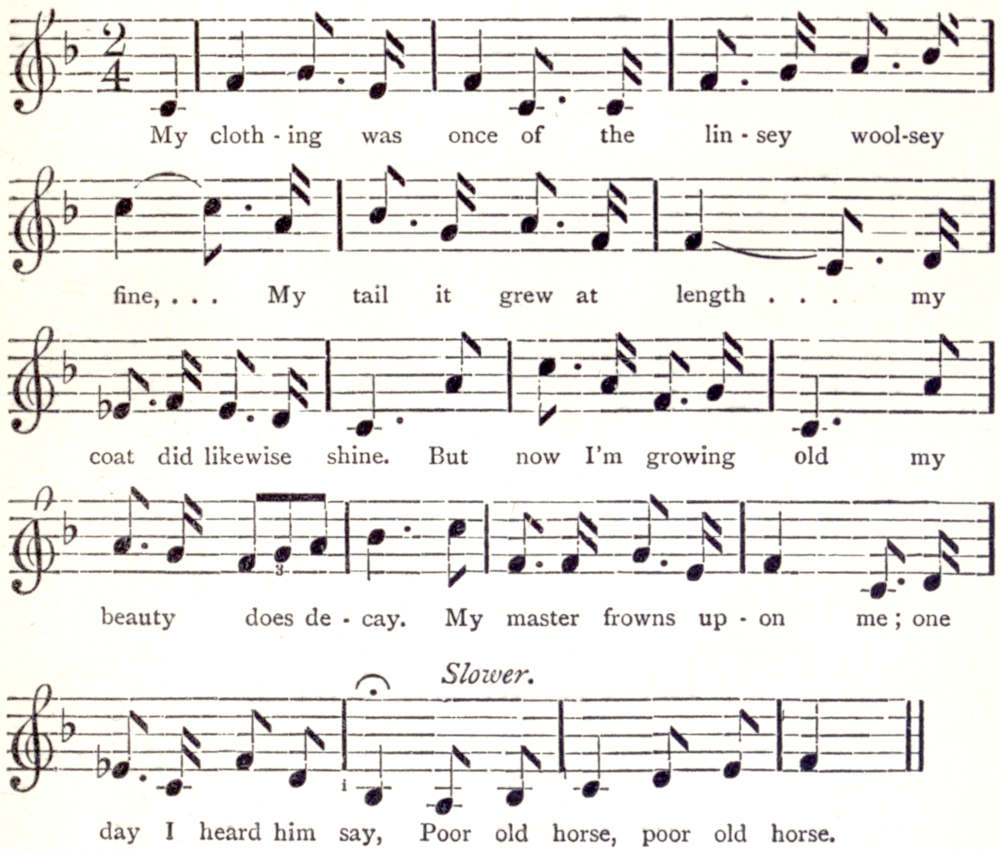 2
4
My cloth - ing was once of the lin - sey wool-sey
fine, . . . My tail it grew at length . . . my
coat did likewise shine. But now I'm growing old my
3
beauty does de - cay. My master frowns up - on me ; one
Slower.
i
day I heard him say, Poor old horse, poor old horse.